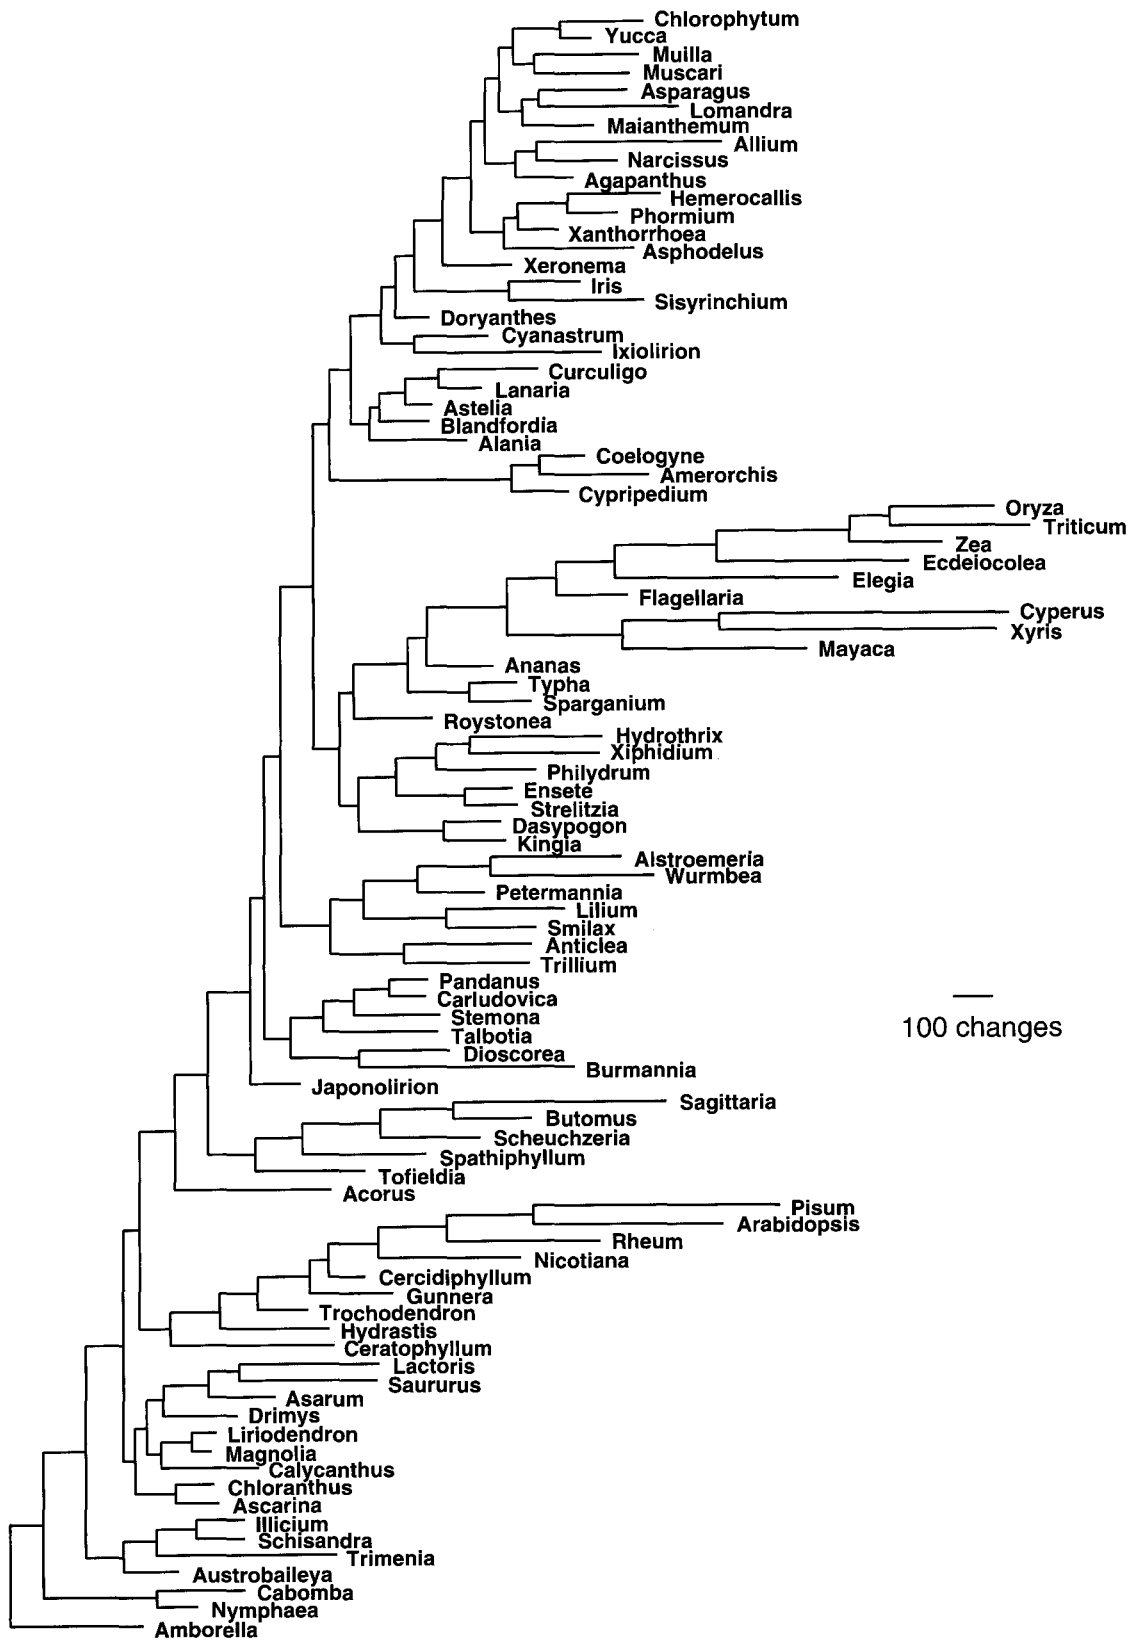 Chlorophytum
Yucca
Muilla
Muscari
Asparagus
Lomandra
Maianthemum
Allium
Narcissus
Agapanthus
Hemerocallis
Phormium
Xanthorrhoea
Asphodelus
Xeronema
Iris
Sisyrinchium
Doryanthes
Cyanastrum
Ixiolirion
Curculigo
Lanaria
Astelia
Blandfordia
Alania
Coelogyne
Amerorchis
Cypripedium
Oryza
Triticum
Zea
Ecdeiocolea
Elegia
Flagellaria
Cyperus
Xyris
Mayaca
Ananas
Typha
Sparganium
Roystonea
Hydrothrix
Xiphidium
Philydrum
Ensete
Strelitzia
Dasypogon
Kingia
Alstroemeria
Wurmbea
Petermannia
Lilium
Smilax
Anticlea
Trillium
Pandanus
Carludovica
Stemona
Talbotia
Dioscorea
Burmannia
Japonolirion
Sagittaria
Butomus
Scheuchzeria
Spathiphyllum
Tofieldia
Acorus
Pisum
Arabidopsis
Rheum
Nicotiana
Cercidiphyllum
Gunnera
Trochodendron
Hydrastis
Ceratophyllum
Lactoris
Saururus
Asarum
Drimys
Liriodendron
Magnolia
Calycanthus
Chloranthus
Ascarina
Illicium
Schisandra
Trimenia
Austrobaileya
Cabomba
Nymphaea
Amborella
100 changes